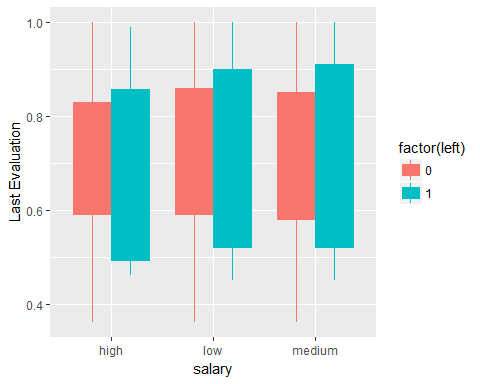 Last Evaluation
1.0
0.8
0.6
0.4
high
low
medium
salary
factor(left)
0
1